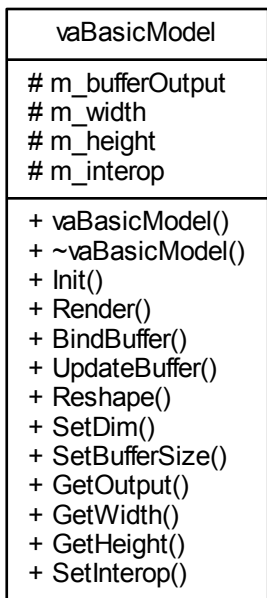 vaBasicModel
# m_bufferOutput
# m_width
# m_height
# m_interop
+ vaBasicModel()
+ ~vaBasicModel()
+ Init()
+ Render()
+ BindBuffer()
+ UpdateBuffer()
+ Reshape()
+ SetDim()
+ SetBufferSize()
+ GetOutput()
+ GetWidth()
+ GetHeight()
+ SetInterop()